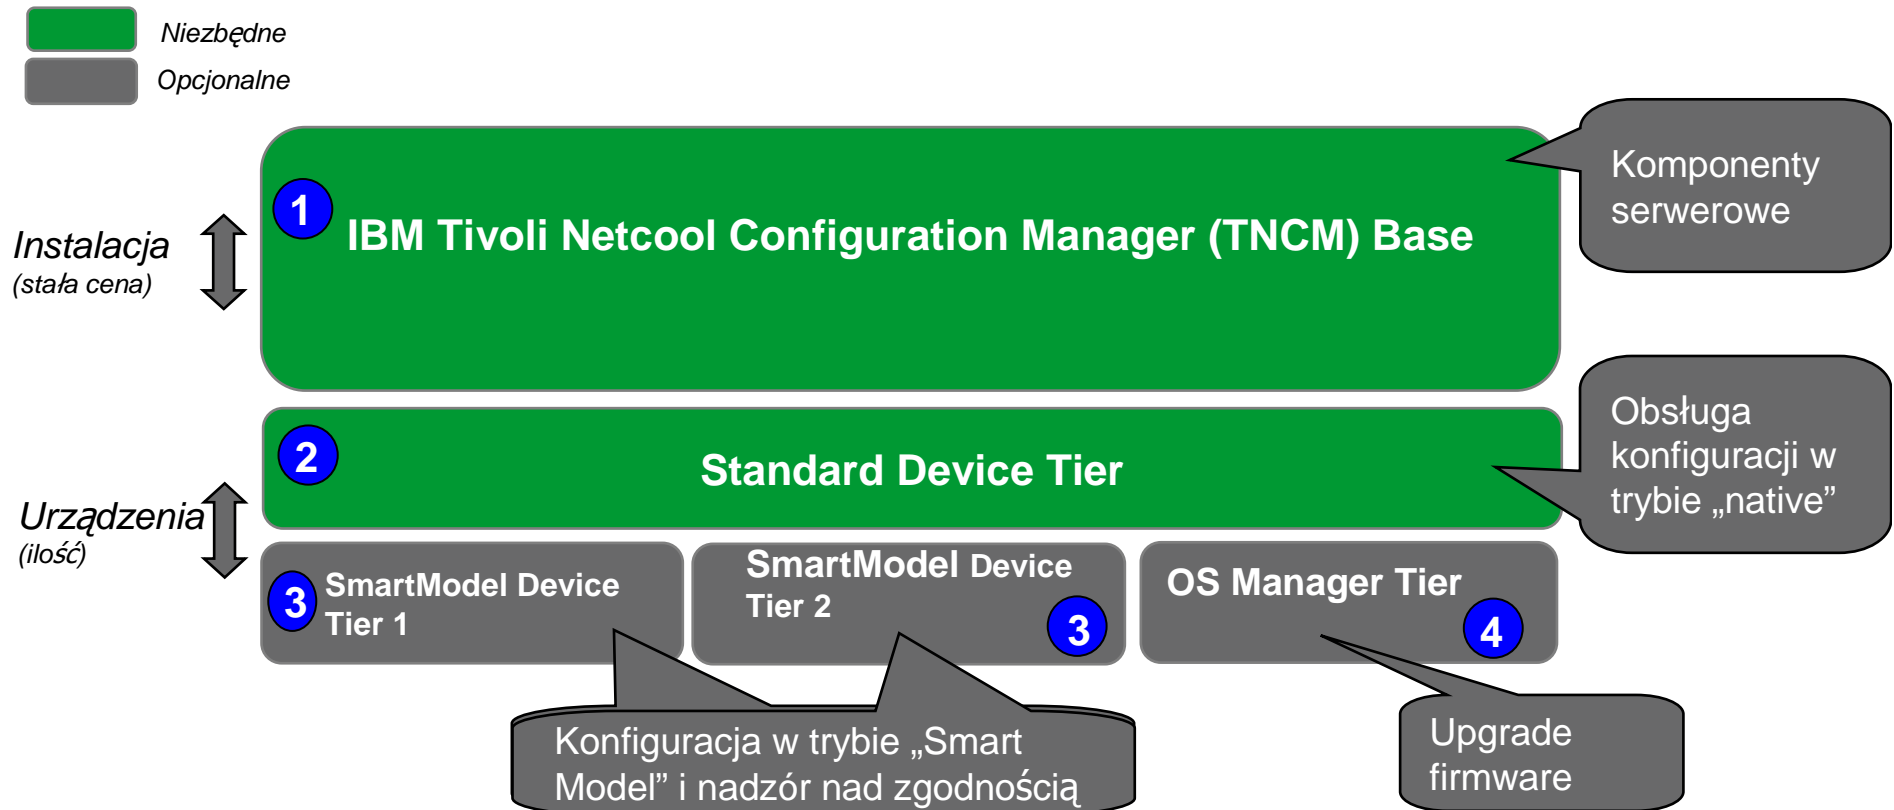 Niezbędne
Opcjonalne
Komponenty
serwerowe
1
IBM Tivoli Netcool Configuration Manager (TNCM) Base
Instalacja
(stała cena)
Obsługa
konfiguracji w
trybie „native”
2
Standard Device Tier
Urządzenia
(ilość)
3
SmartModel Device
Tier 1
SmartModel Device
Tier 2
3
OS Manager Tier
4
Konfiguracja w trybie „Smart
Model” i nadzór nad zgodnością
Upgrade
firmware